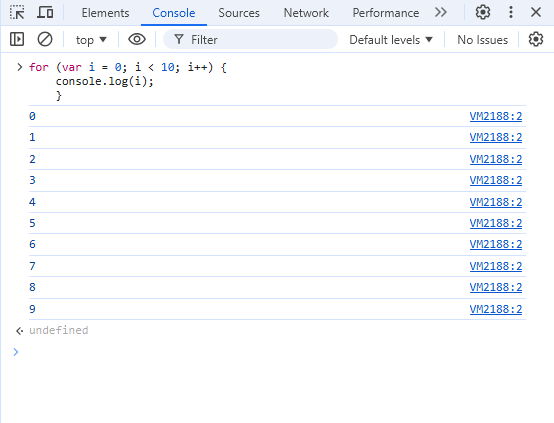 Elements Console Sources Network Performance
top Filter Default levels No Issues
for (var i = 0; i < 10; i++) {
console.log(i);
}
0 VM2188:2
1 VM2188:2
2 VM2188:2
3 VM2188:2
4 VM2188:2
5 VM2188:2
6 VM2188:2
7 VM2188:2
8 VM2188:2
9 VM2188:2
undefined